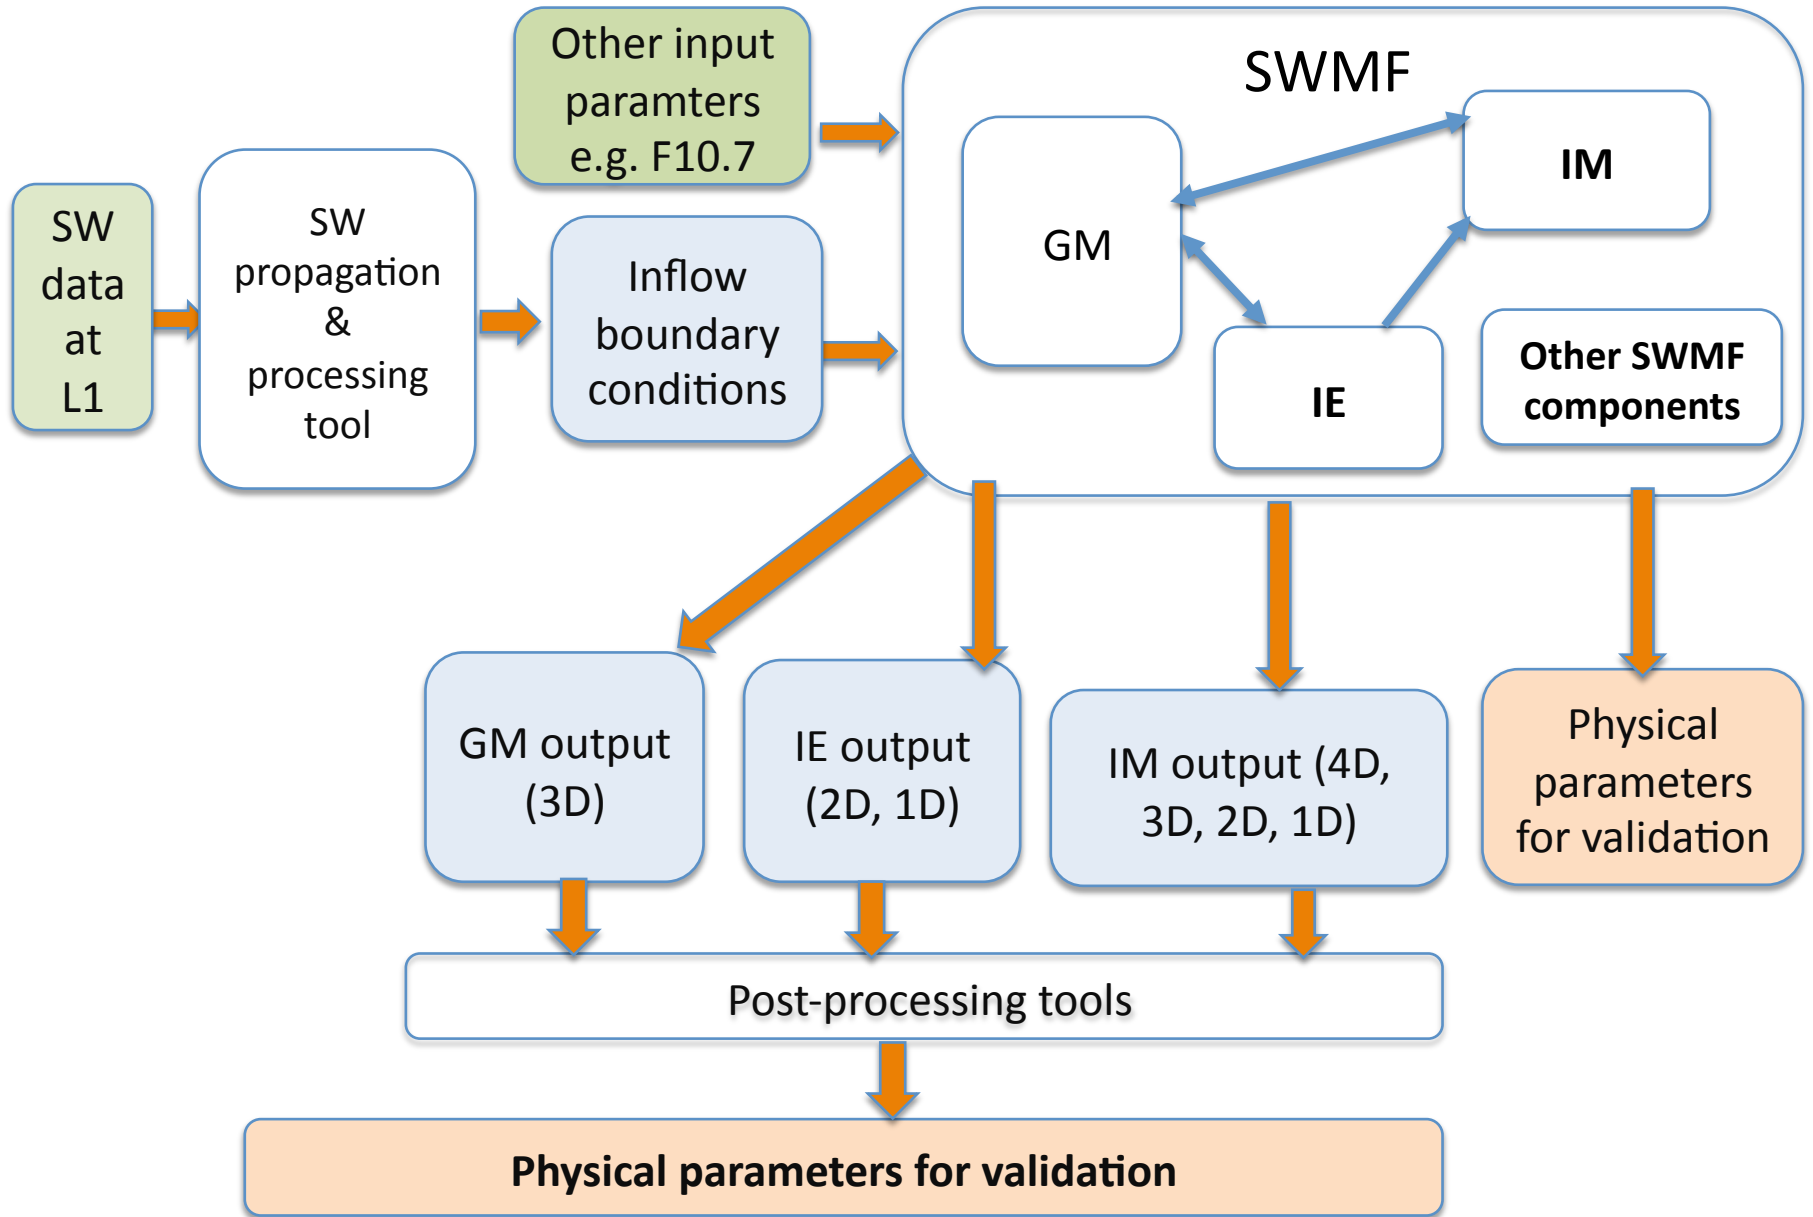 Other input
paramters
e.g. F10.7
SWMF
GM
IM
IE
Other SWMF
components
SW
data
at
L1
SW
propagation
&
processing
tool
Inflow
boundary
conditions
GM output
(3D)
IE output
(2D, 1D)
IM output (4D,
3D, 2D, 1D)
Physical
parameters
for validation
Post-processing tools
Physical parameters for validation